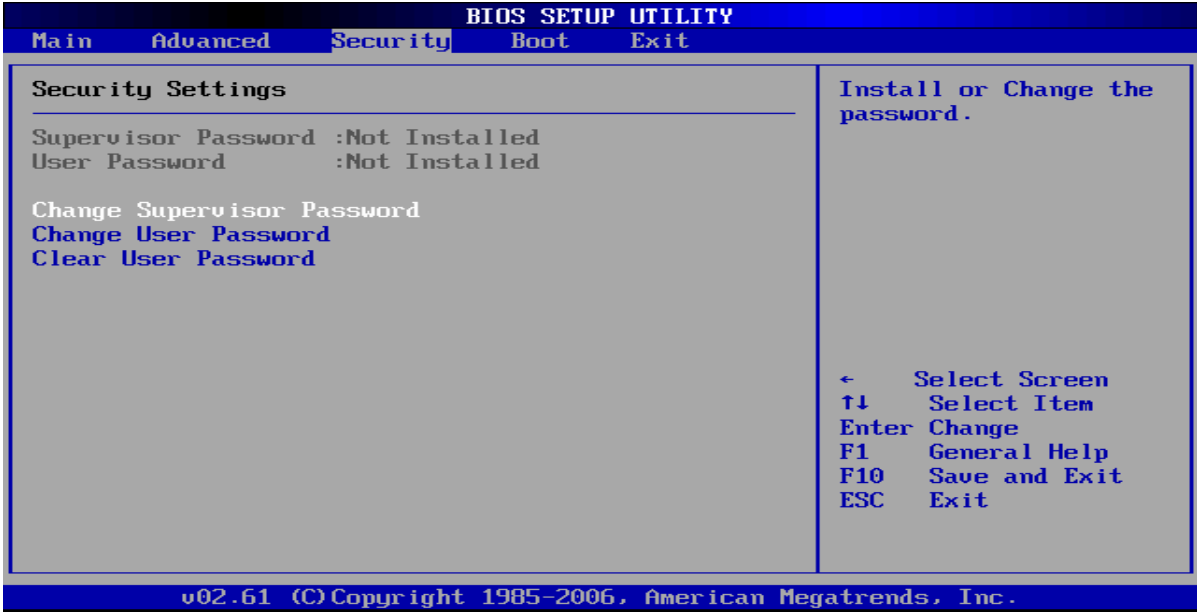 BIOS SETUP UTILITY
Main Advanced Security Boot Exit
Security Settings
Supervisor Password :Not Installed
User Password :Not Installed
Change Supervisor Password
Change User Password
Clear User Password
Install or Change the
password.
← Select Screen
↑↓ Select Item
Enter Change
F1 General Help
F10 Save and Exit
ESC Exit
v02.61 (C)Copyright 1985-2006, American Megatrends, Inc.